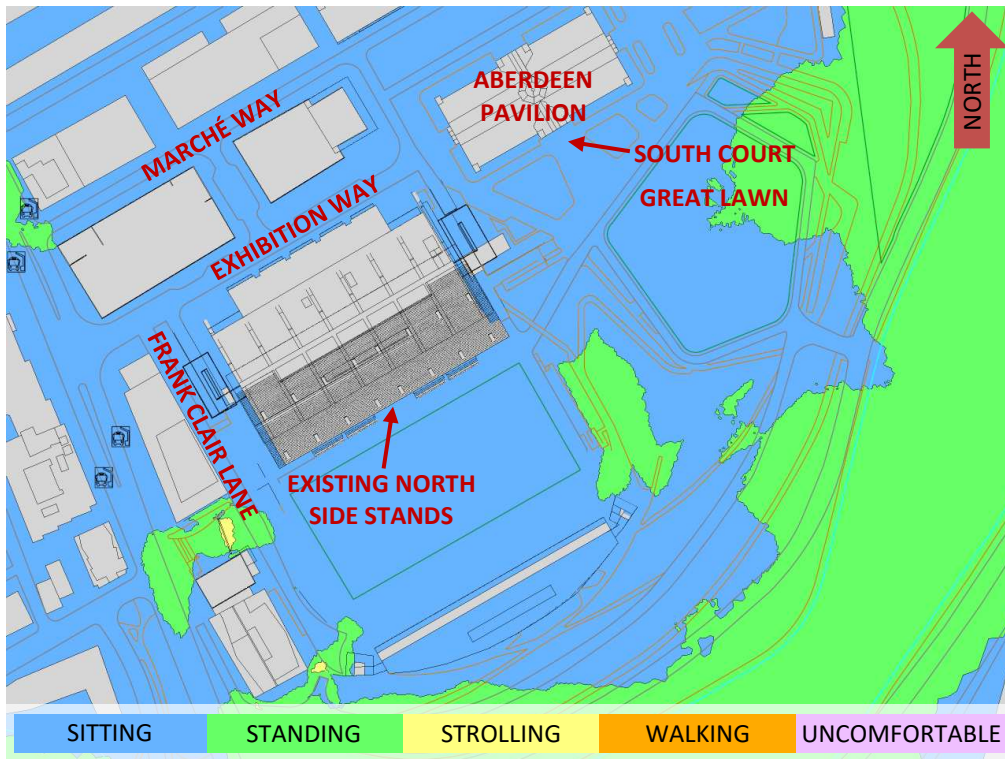 NORTH
ABERDEEN
PAVILION
MARCHÉ WAY
SOUTH COURT
GREAT LAWN
EXHIBITION WAY
FRANK CLAIR LANE
EXISTING NORTH
SIDE STANDS
SITTING
STANDING
STROLLING
WALKING
UNCOMFORTABLE